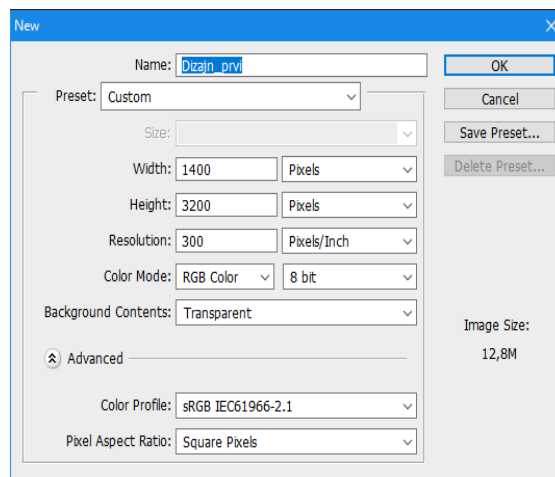 New
Name: Dizajn_prvi
OK
Preset: Custom
Cancel
Size:
Save Preset...
Width: 1400 Pixels
Delete Preset...
Height: 3200 Pixels
Resolution: 300 Pixels/Inch
Color Mode: RGB Color 8 bit
Background Contents: Transparent
Image Size:
12,8M
Advanced
Color Profile: sRGB IEC61966-2.1
Pixel Aspect Ratio: Square Pixels